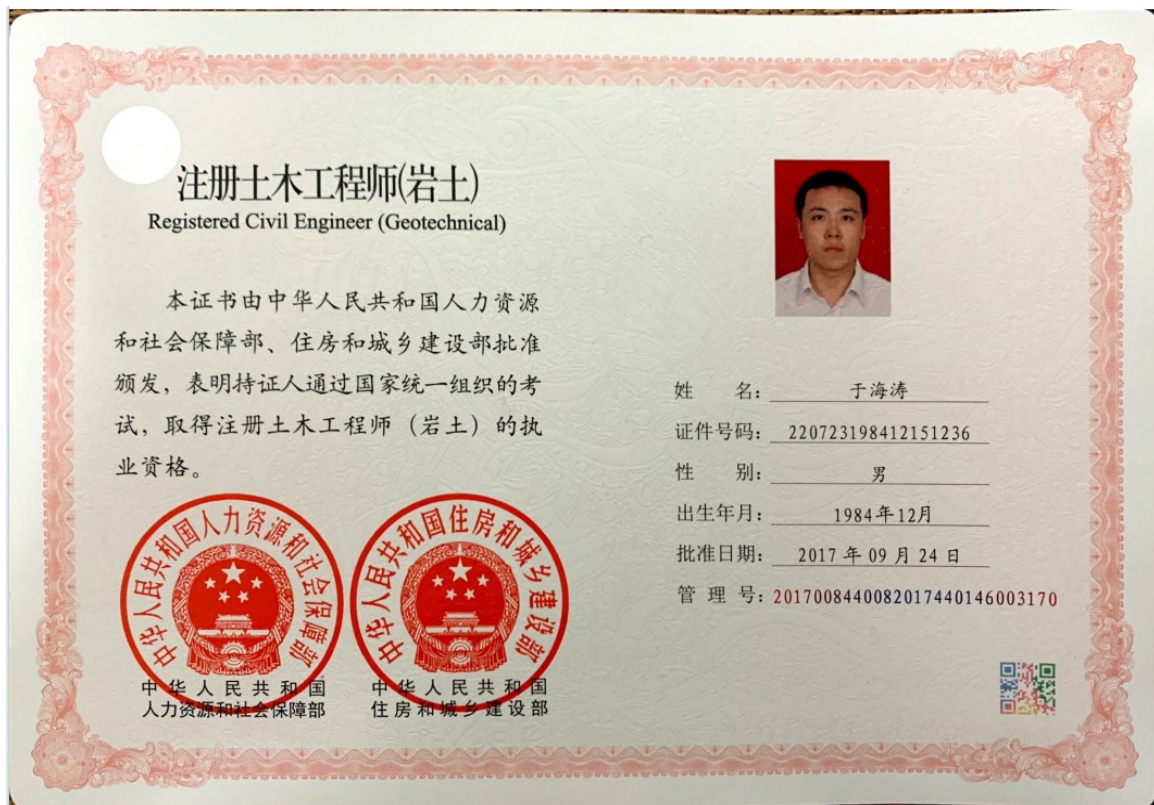 注册土木工程师(岩土)
Registered Civil Engineer (Geotechnical)
本证书由中华人民共和国人力资源
和社会保障部、住房和城乡建设部批准
颁发，表明持证人通过国家统一组织的考
试，取得注册土木工程师（岩土）的执
业资格。
中华人民共和国人力资源和社会保障部
中华人民共和国住房和城乡建设部
中华人民共和国
人力资源和社会保障部
中华人民共和国
住房和城乡建设部
姓 名：于海涛
证件号码：220723198412151236
性 别：男
出生年月：1984年12月
批准日期：2017年09月24日
管 理 号：2017008440082017440146003170